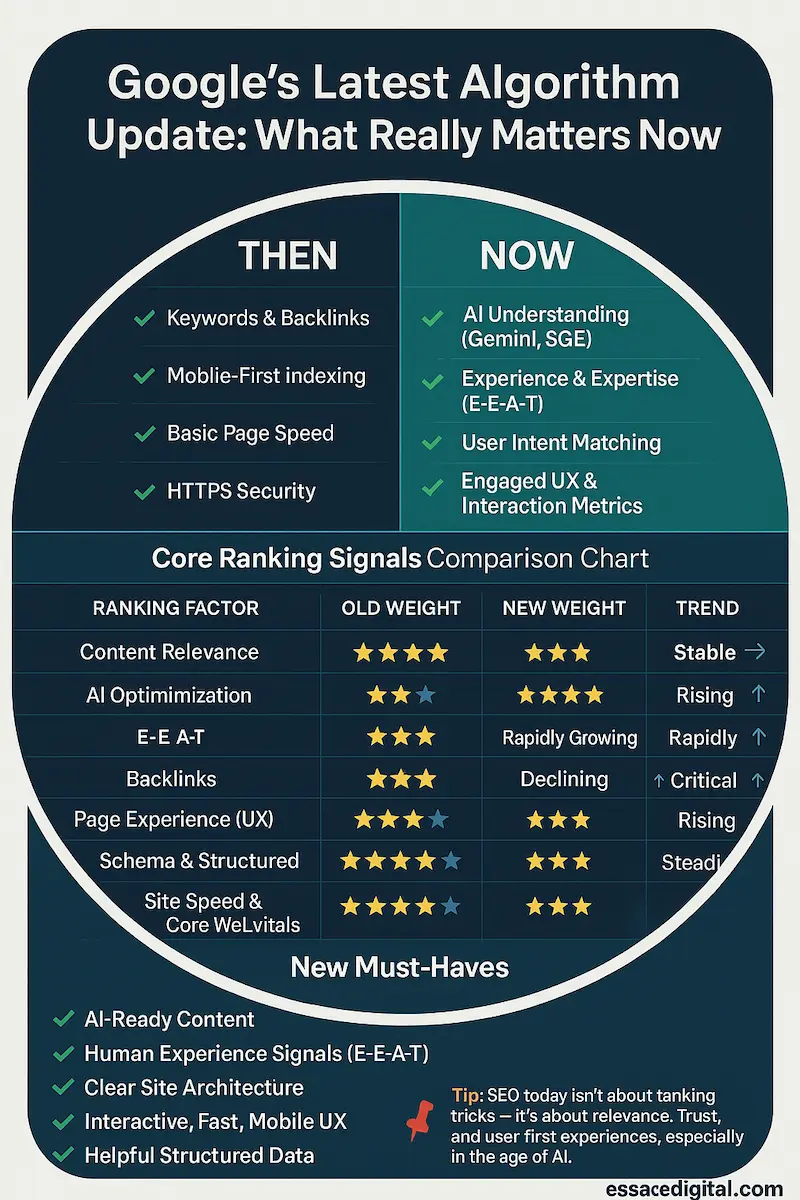 Google's Latest Algorithm
Update: What Really Matters Now
THEN
Keywords & Backlinks
Moblie-First indexing
Basic Page Speed
HTTPS Security
NOW
AI Understanding
(Geminl, SGE)
Experience & Expertise
(E-E-A-T)
User Intent Matching
Engaged UX &
Interaction Metrics
Core Ranking Signals Comparison Chart
RANKING FACTOR OLD WEIGHT NEW WEIGHT TREND
Content Relevance ★★★★ ★★★ Stable →
AI Optimimization ★★★ ★★★★ Rising ↑
E-E A-T ★★★ Rapidly Growing Rapidly ↑
Backlinks ★★★ Declining ↑ Critical ↑
Page Experience (UX) ★★★★ ★★★ Rising
Schema & Structured ★★★★★ ★★★ Steadi
Site Speed & ★★★★★ ★★★
Core WeLvitals
New Must-Haves
AI-Ready Content
Human Experience Signals (E-E-A-T)
Clear Site Architecture
Interactive, Fast, Mobile UX
Helpful Structured Data
Tip: SEO today isn't about tanking
tricks — it's about relevance. Trust,
and user first experiences, especially
in the age of AI.
essacedigital.com